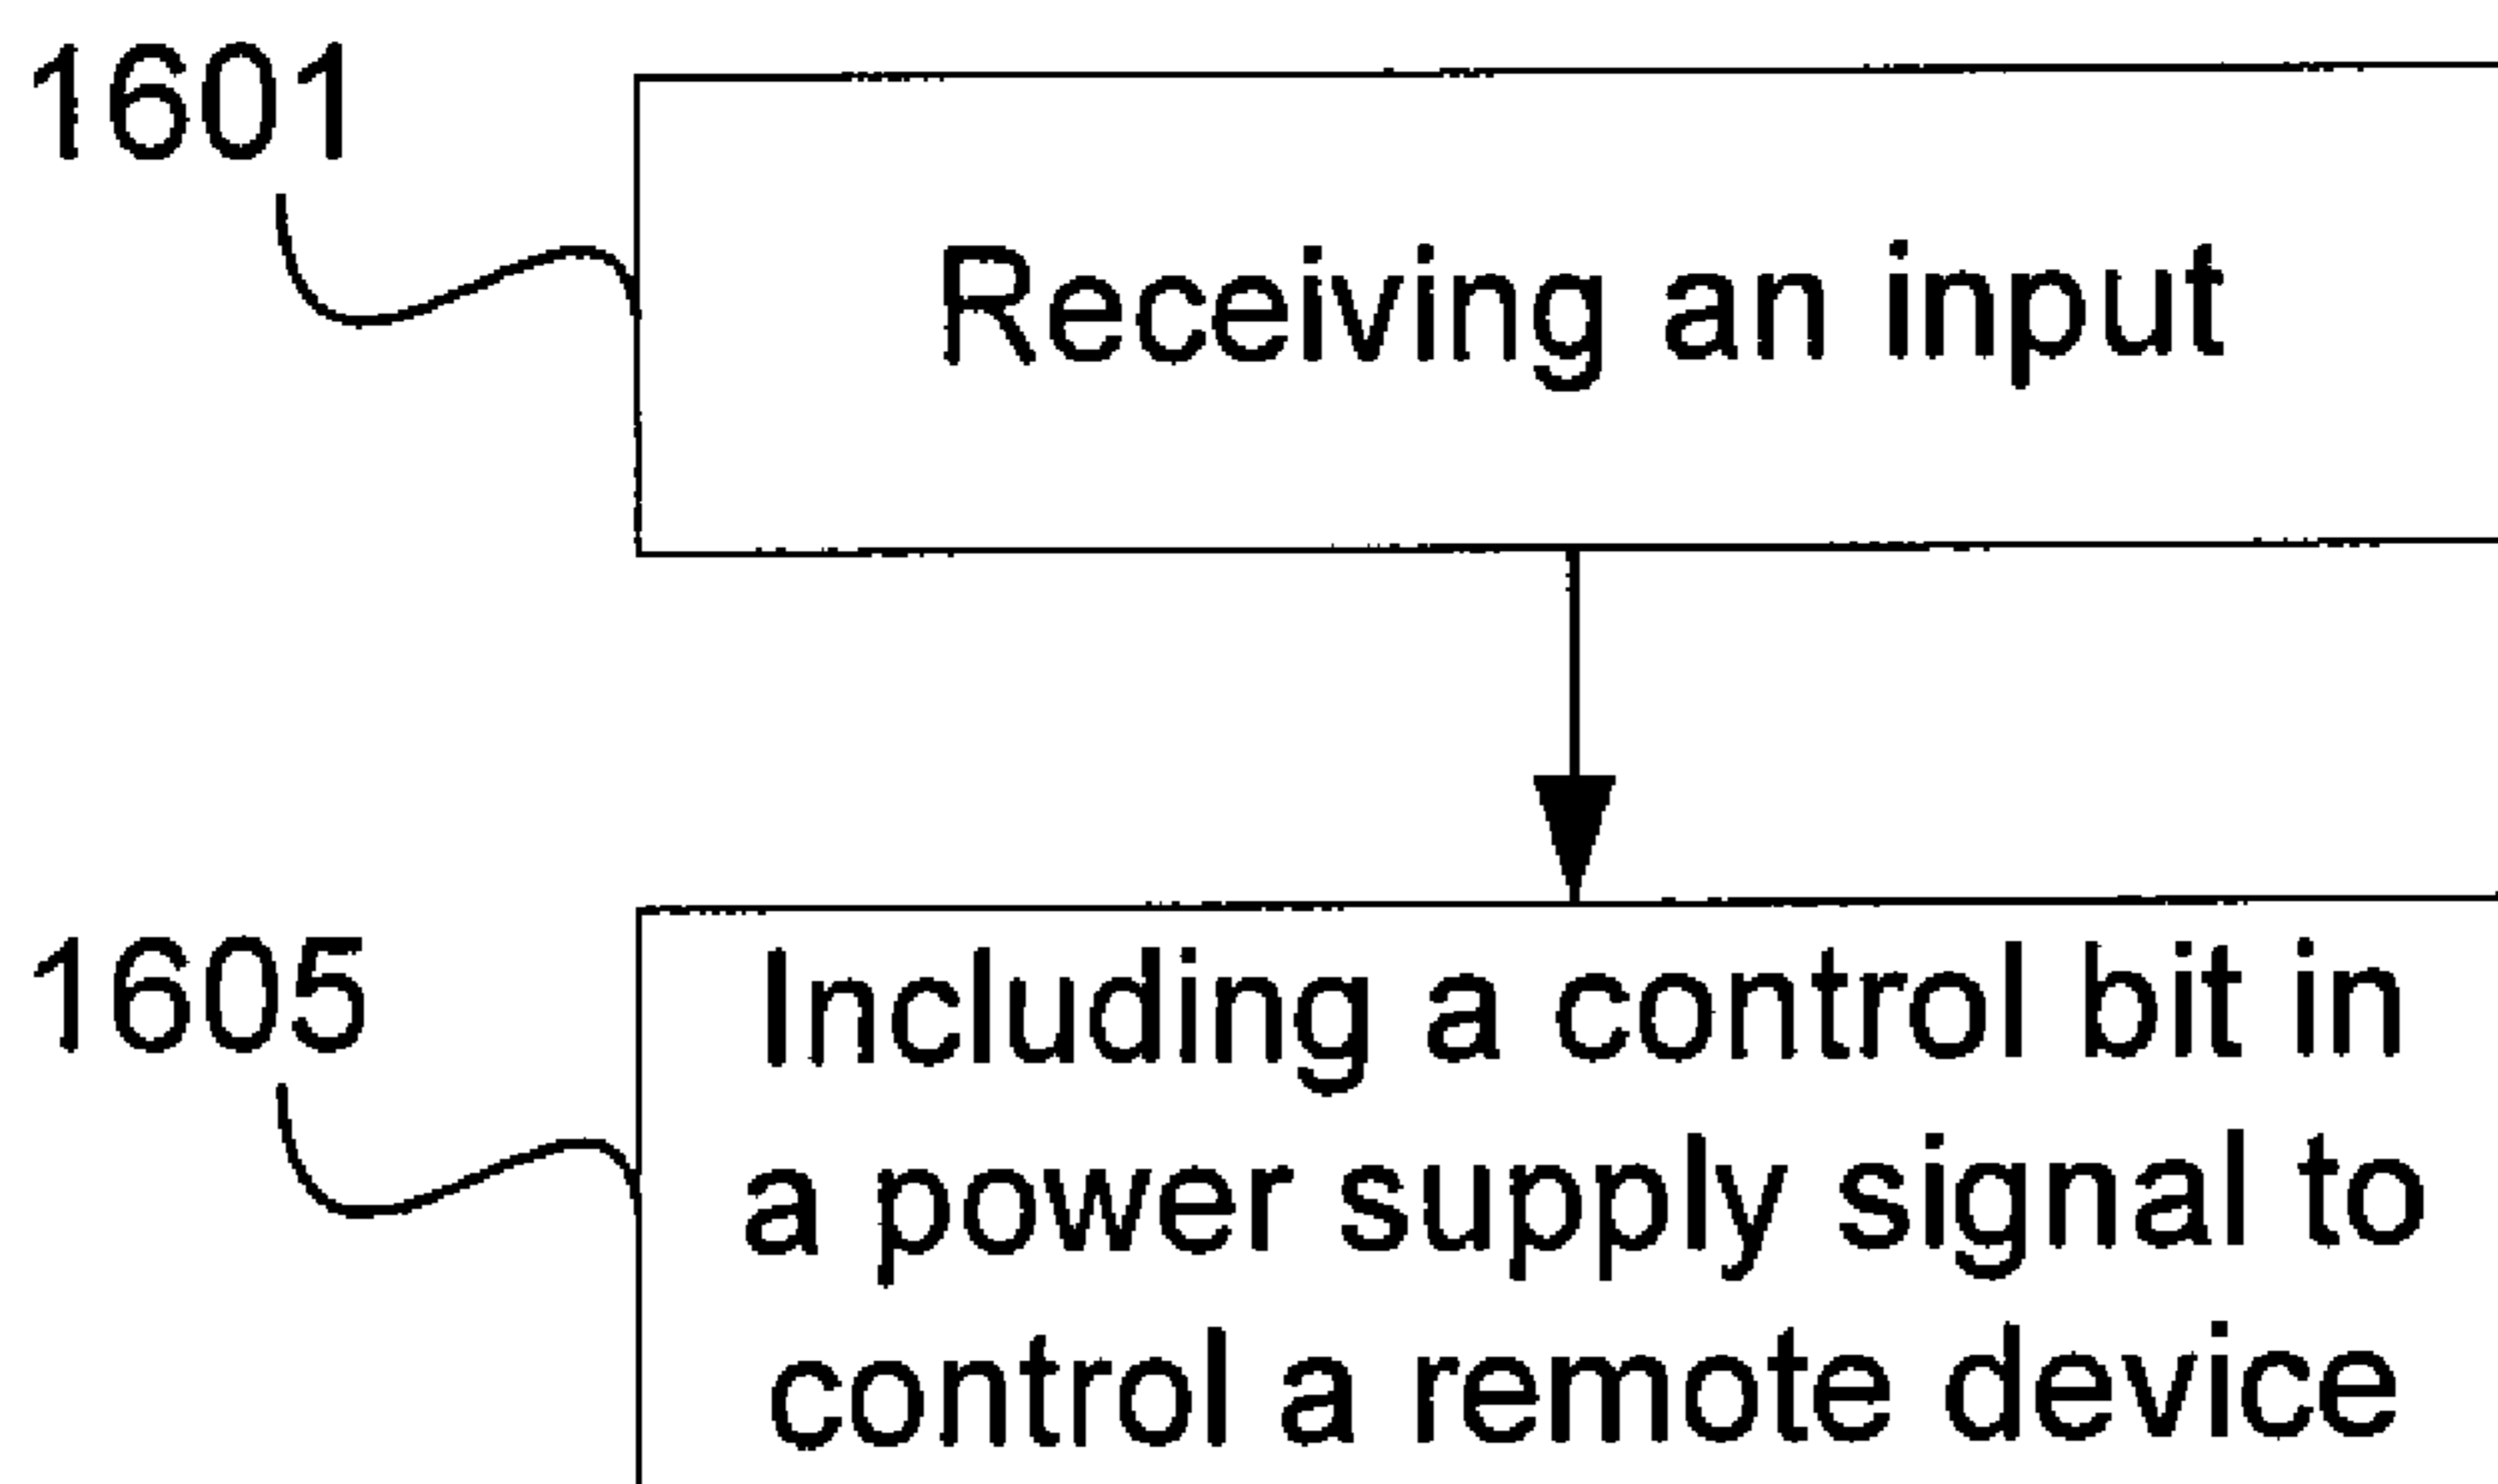 1601
Receiving an input
1605
Including a control bit in
a power supply signal to
control a remote device